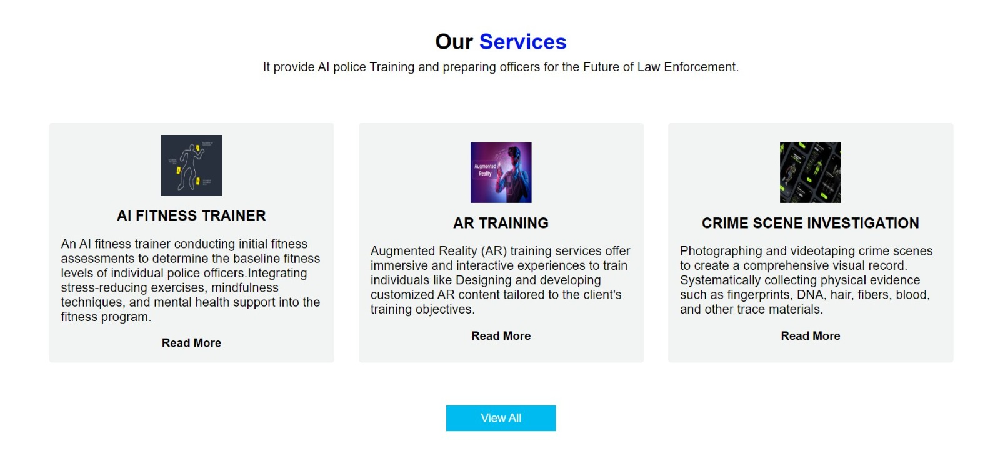 Our Services
It provide AI police Training and preparing officers for the Future of Law Enforcement.
AI FITNESS TRAINER
An AI fitness trainer conducting initial fitness
assessments to determine the baseline fitness
levels of individual police officers.Integrating
stress-reducing exercises, mindfulness
techniques, and mental health support into the
fitness program.
Read More
Augmented
Reality
AR TRAINING
Augmented Reality (AR) training services offer
immersive and interactive experiences to train
individuals like Designing and developing
customized AR content tailored to the client's
training objectives.
Read More
CRIME SCENE INVESTIGATION
Photographing and videotaping crime scenes
to create a comprehensive visual record.
Systematically collecting physical evidence
such as fingerprints, DNA, hair, fibers, blood,
and other trace materials.
Read More
View All